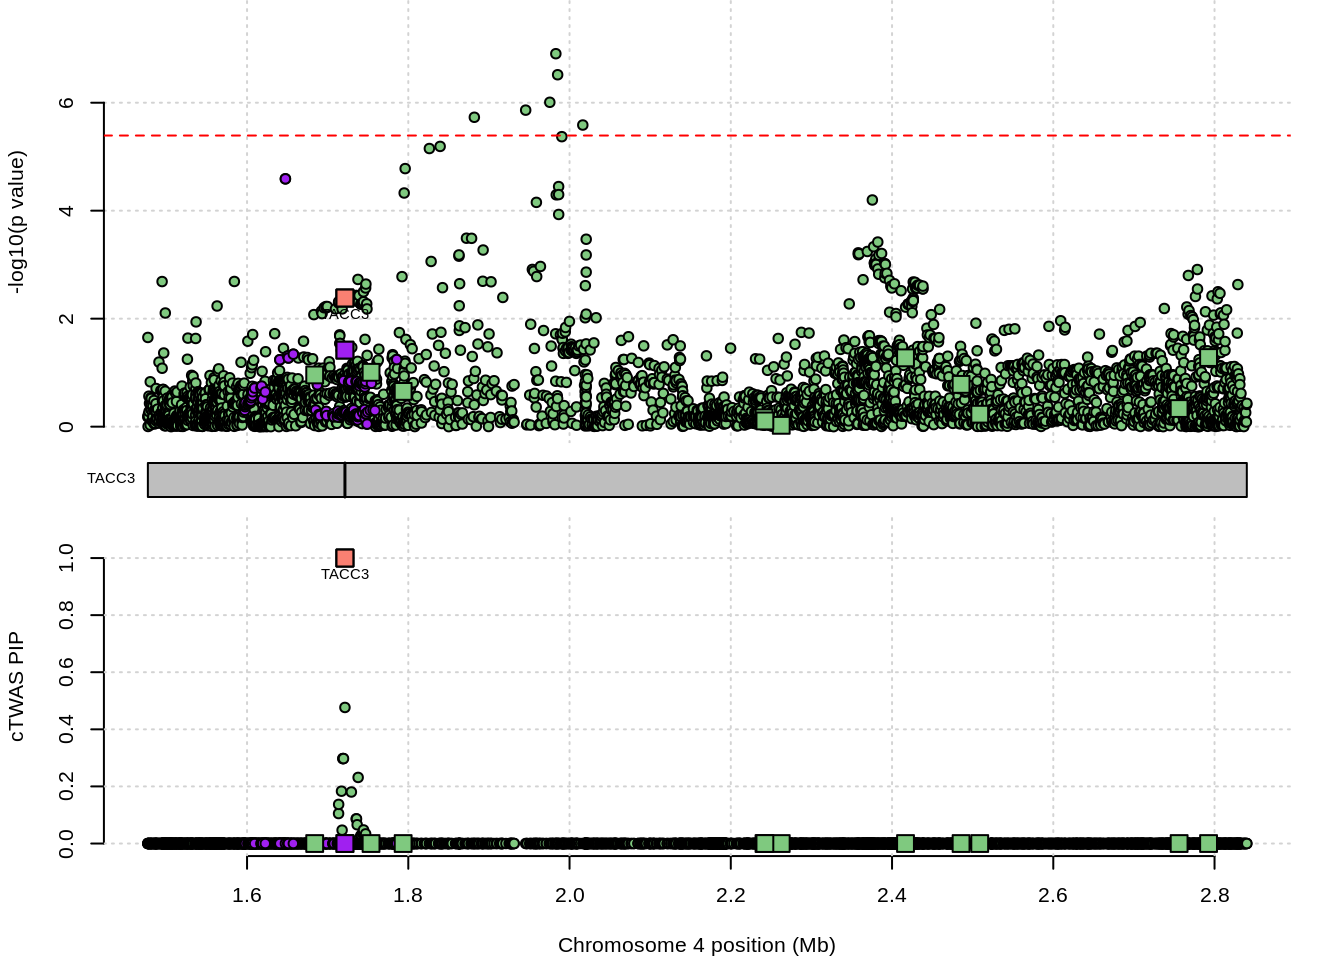 -log10(p value)
6
4
2
0
TACC3
TACC3
cTWAS PIP
1.0
0.8
0.6
0.4
0.2
0.0
TACC3
1.6 1.8 2.0 2.2 2.4 2.6 2.8
Chromosome 4 position (Mb)